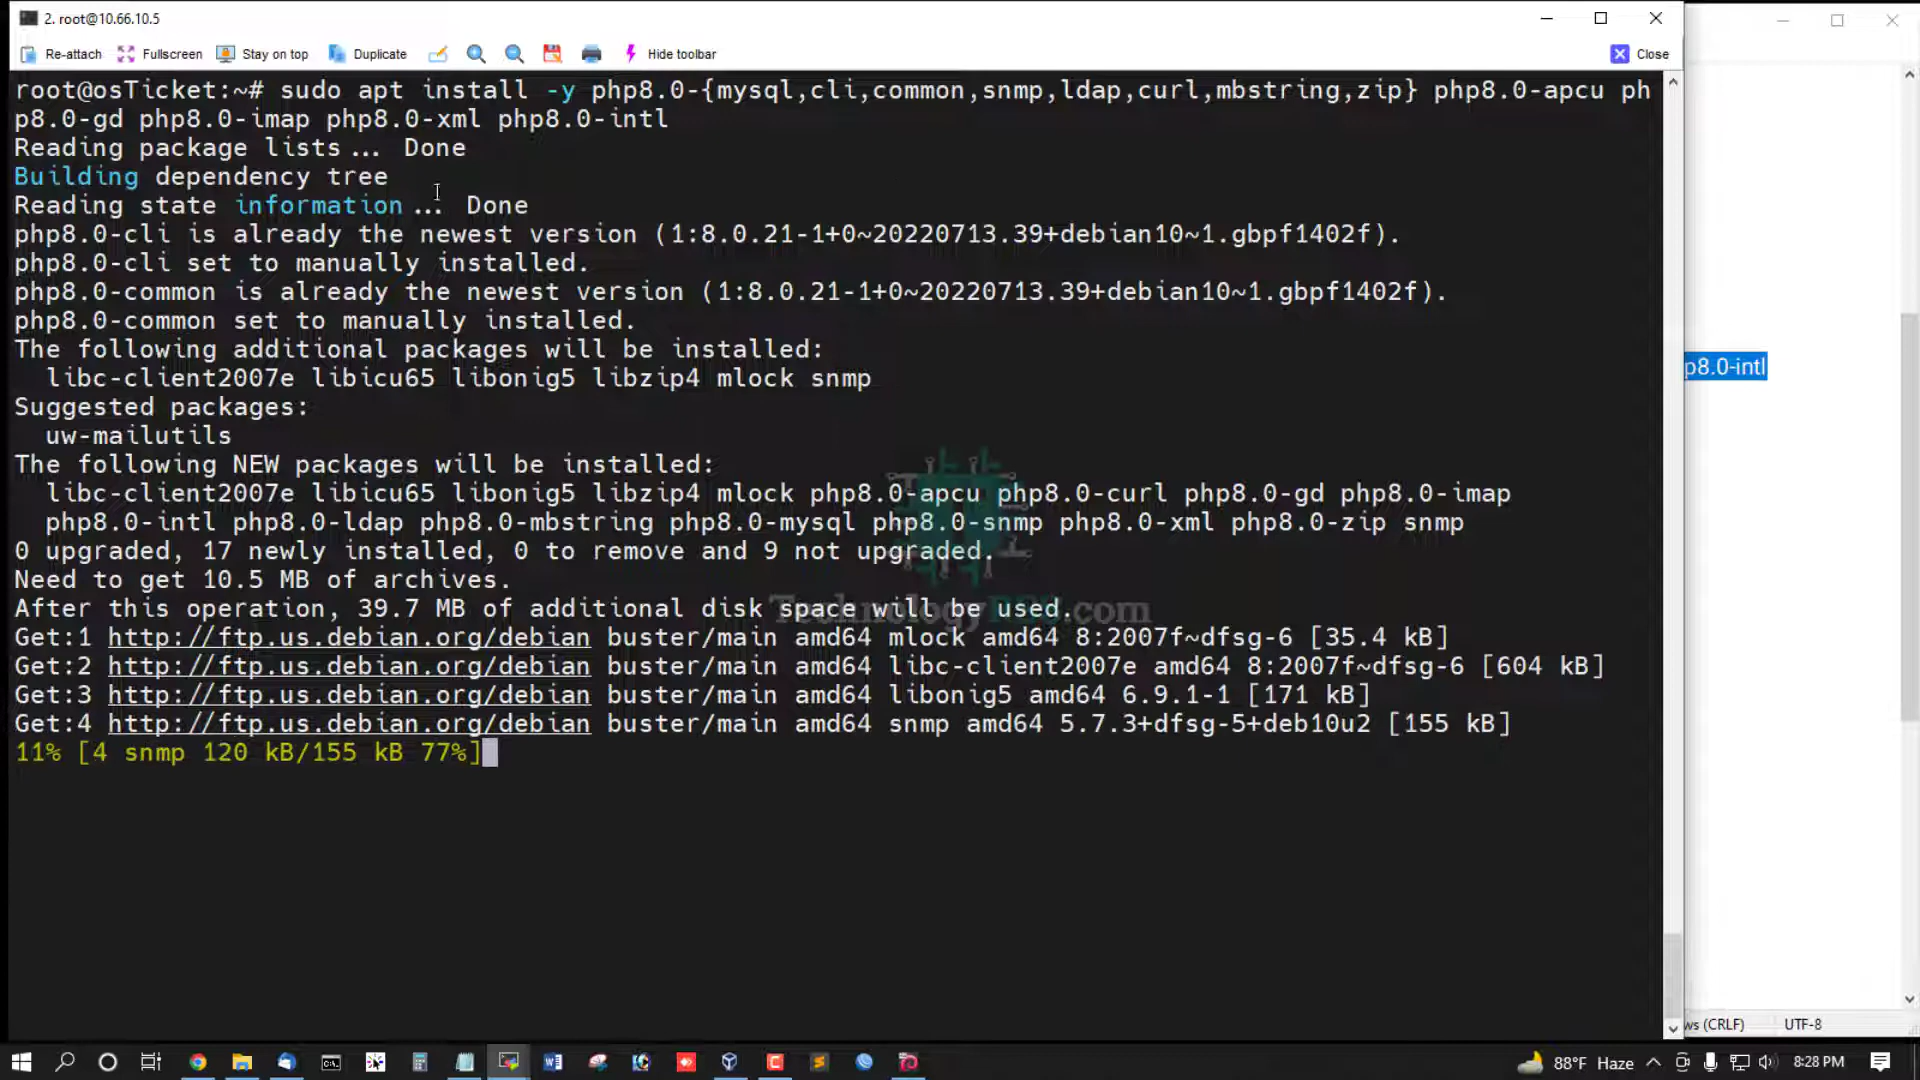 2. root@10.66.10.5
Re-attach Fullscreen Stay on top Duplicate Hide toolbar Close
root@osTicket:~# sudo apt install -y php8.0-{mysql,cli,common,snmp,ldap,curl,mbstring,zip} php8.0-apcu ph
p8.0-gd php8.0-imap php8.0-xml php8.0-intl
Reading package lists... Done
Building dependency tree
Reading state information... Done
php8.0-cli is already the newest version (1:8.0.21-1+0~20220713.39+debian10~1.gbpf1402f).
php8.0-cli set to manually installed.
php8.0-common is already the newest version (1:8.0.21-1+0~20220713.39+debian10~1.gbpf1402f).
php8.0-common set to manually installed.
The following additional packages will be installed:
libc-client2007e libicu65 libonig5 libzip4 mlock snmp
p8.0-intl
Suggested packages:
uw-mailutils
The following NEW packages will be installed:
libc-client2007e libicu65 libonig5 libzip4 mlock php8.0-apcu php8.0-curl php8.0-gd php8.0-imap
php8.0-intl php8.0-ldap php8.0-mbstring php8.0-mysql php8.0-snmp php8.0-xml php8.0-zip snmp
0 upgraded, 17 newly installed, 0 to remove and 9 not upgraded.
Need to get 10.5 MB of archives.
After this operation, 39.7 MB of additional disk space will be used.
TechnologyRSS.com
Get:1 http://ftp.us.debian.org/debian buster/main amd64 mlock amd64 8:2007f~dfsg-6 [35.4 kB]
Get:2 http://ftp.us.debian.org/debian buster/main amd64 libc-client2007e amd64 8:2007f~dfsg-6 [604 kB]
Get:3 http://ftp.us.debian.org/debian buster/main amd64 libonig5 amd64 6.9.1-1 [171 kB]
Get:4 http://ftp.us.debian.org/debian buster/main amd64 snmp amd64 5.7.3+dfsg-5+deb10u2 [155 kB]
11% [4 snmp 120 kB/155 kB 77%]
ws (CRLF) UTF-8
88°F Haze 8:28 PM